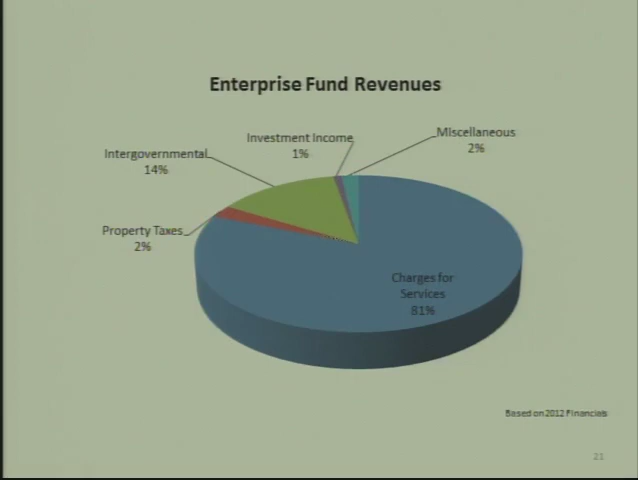 Enterprise Fund Revenues
Investment Income
1%
Miscellaneous
2%
Intergovernmental
14%
Property Taxes
2%
Charges for
Services
81%
Based on 2012 Financials
21